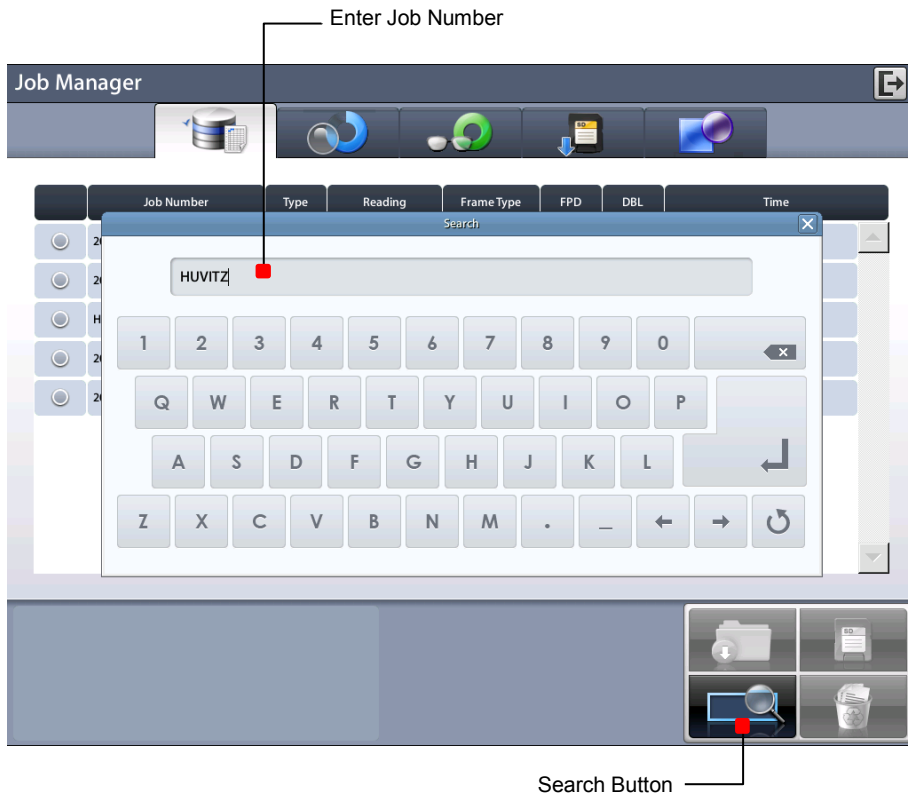 Enter Job Number
Job Manager
SD
Job Number Type Reading Frame Type FPD DBL Time
Search
HUVITZ
1 2 3 4 5 6 7 8 9 0
Q W E R T Y U I O P
A S D F G H J K L
Z X C V B N M . _
SD
Search Button